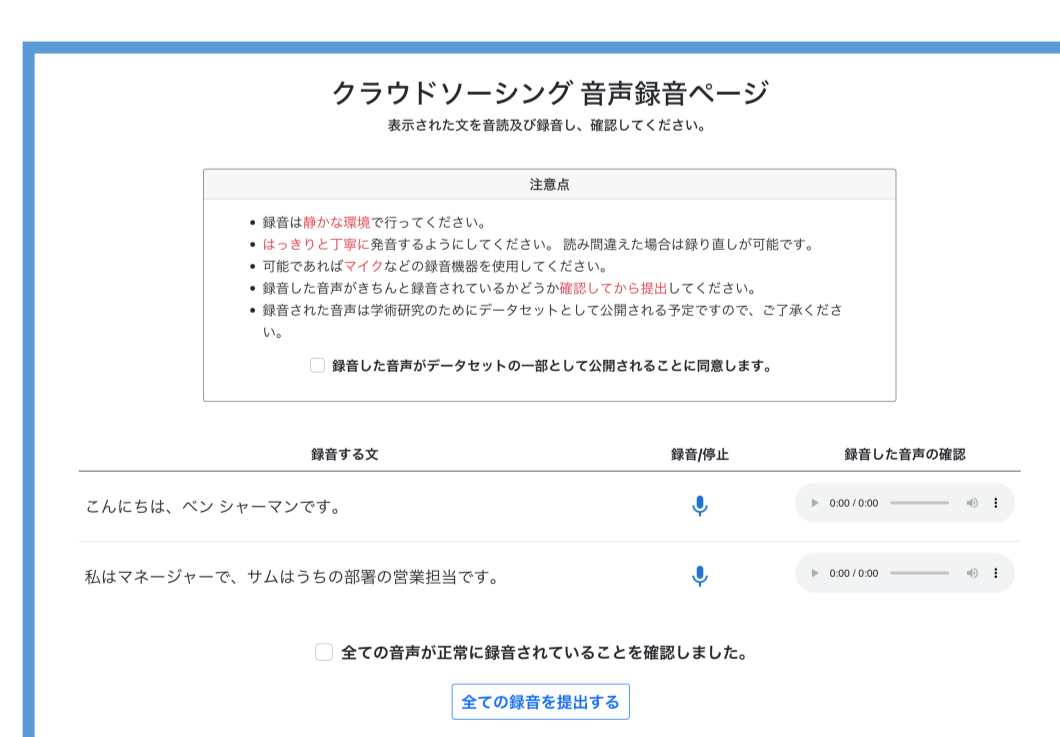 クラウドソーシング 音声録音ページ
表示された文を音読及び録音し、確認してください。
注意点
• 録音は静かな環境で行ってください。
• はっきりと丁寧に発音するようにしてください。 読み間違えた場合は録り直しが可能です。
• 可能であればマイクなどの録音機器を使用してください。
• 録音した音声がきちんと録音されているかどうか確認してから提出してください。
• 録音された音声は学術研究のためにデータセットとして公開される予定ですので、ご了承くださ
い。
録音した音声がデータセットの一部として公開されることに同意します。
録音する文 録音/停止 録音した音声の確認
こんにちは、ベン シャーマンです。 0:00 / 0:00
私はマネージャーで、サムはうちの部署の営業担当です。 0:00 / 0:00
全ての音声が正常に録音されていることを確認しました。
全ての録音を提出する